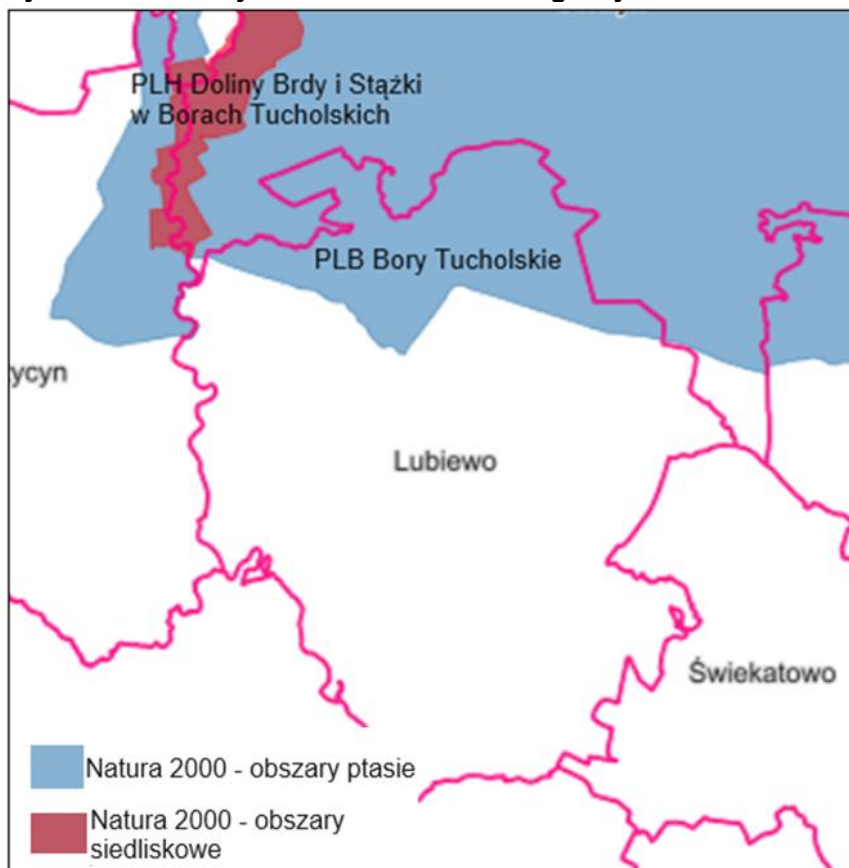 PLH Doliny Brdy i Stążki
w Borach Tucholskich
PLB Bory Tucholskie
ycyn
Lubiewo
Świekatowo
Natura 2000 - obszary ptasie
Natura 2000 - obszary
siedliskowe